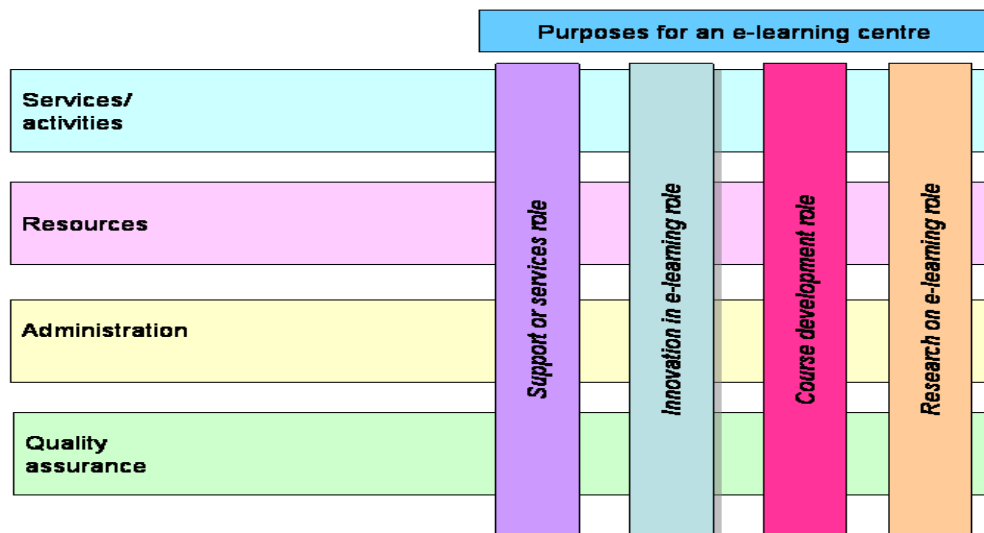 Purposes for an e-learning centre
Services/
activities
Resources
Administration
Quality
assurance
Support or services role
Innovation in e-learning role
Course development role
Research on e-learning role